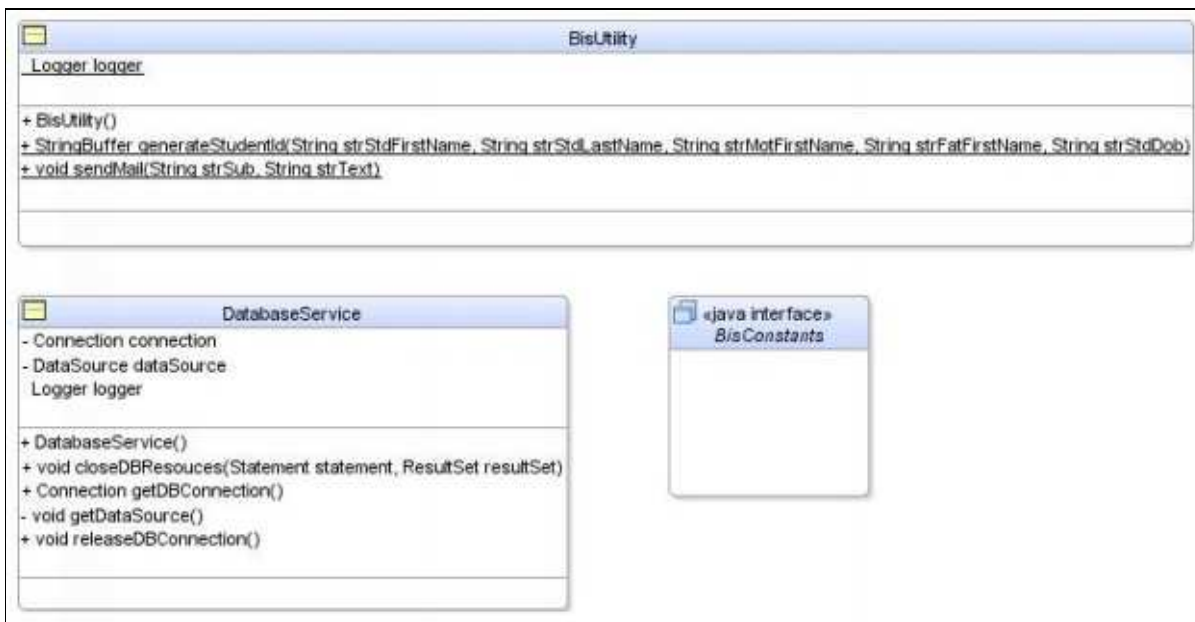 BisUtility
Logger logger
+ BisUtility()
+ StringBuffer generateStudentId(String strStdFirstName, String strStdLastName, String strMotFirstName, String strFatFirstName, String strStdDob)
+ void sendMail(String strSub, String strText)
DatabaseService
- Connection connection
- DataSource dataSource
Logger logger
+ DatabaseService()
+ void closeDBResouces(Statement statement, ResultSet resultSet)
+ Connection getDBConnection()
- void getDataSource()
+ void releaseDBConnection()
«java interface»
BisConstants